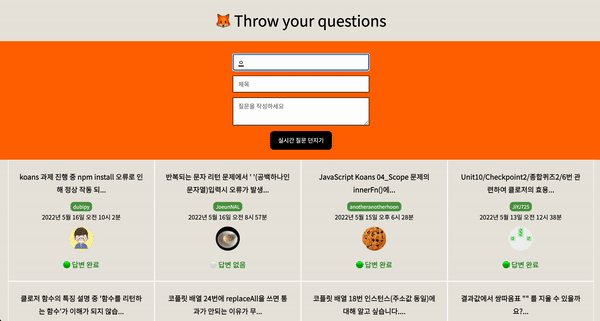 🦊 Throw your questions
으
제목
질문을 작성하세요
실시간 질문 던지기
koans 과제 진행 중 npm install 오류로 인
해 정상 작동 되...
dubipy
2022년 5월 16일 오전 10시 2분
답변 완료
반복되는 문자 리턴 문제에서 ' '(공백하나인
문자열)입력시 오류가 발생...
JoeunNAL
2022년 5월 16일 오전 8시 57분
답변 없음
JavaScript Koans 04_Scope 문제의
innerFn()에...
anotheranotherhoon
2022년 5월 15일 오후 6시 28분
답변 완료
Unit10/Checkpoint2/종합퀴즈2/6번 관
련하여 클로저의 효용...
JIYJT25
2022년 5월 13일 오전 12시 38분
답변 완료
클로저 함수의 특징 설명 중 '함수를 리턴하
는 함수'가 이해가 되지 않습...
코플릿 배열 24번에 replaceAll을 쓰면 통
과가 안되는 이유가 무...
코플릿 배열 18번 인스턴스(주소값 동일)에
대해 알고 싶습니다....
결과값에서 쌍따옴표 "" 를 지울 수 있을까
요?...